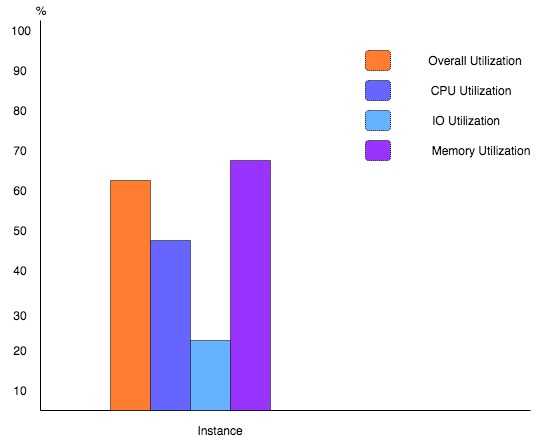 %
100
90
80
70
60
50
40
30
20
10
Overall Utilization
CPU Utilization
IO Utilization
Memory Utilization
Instance